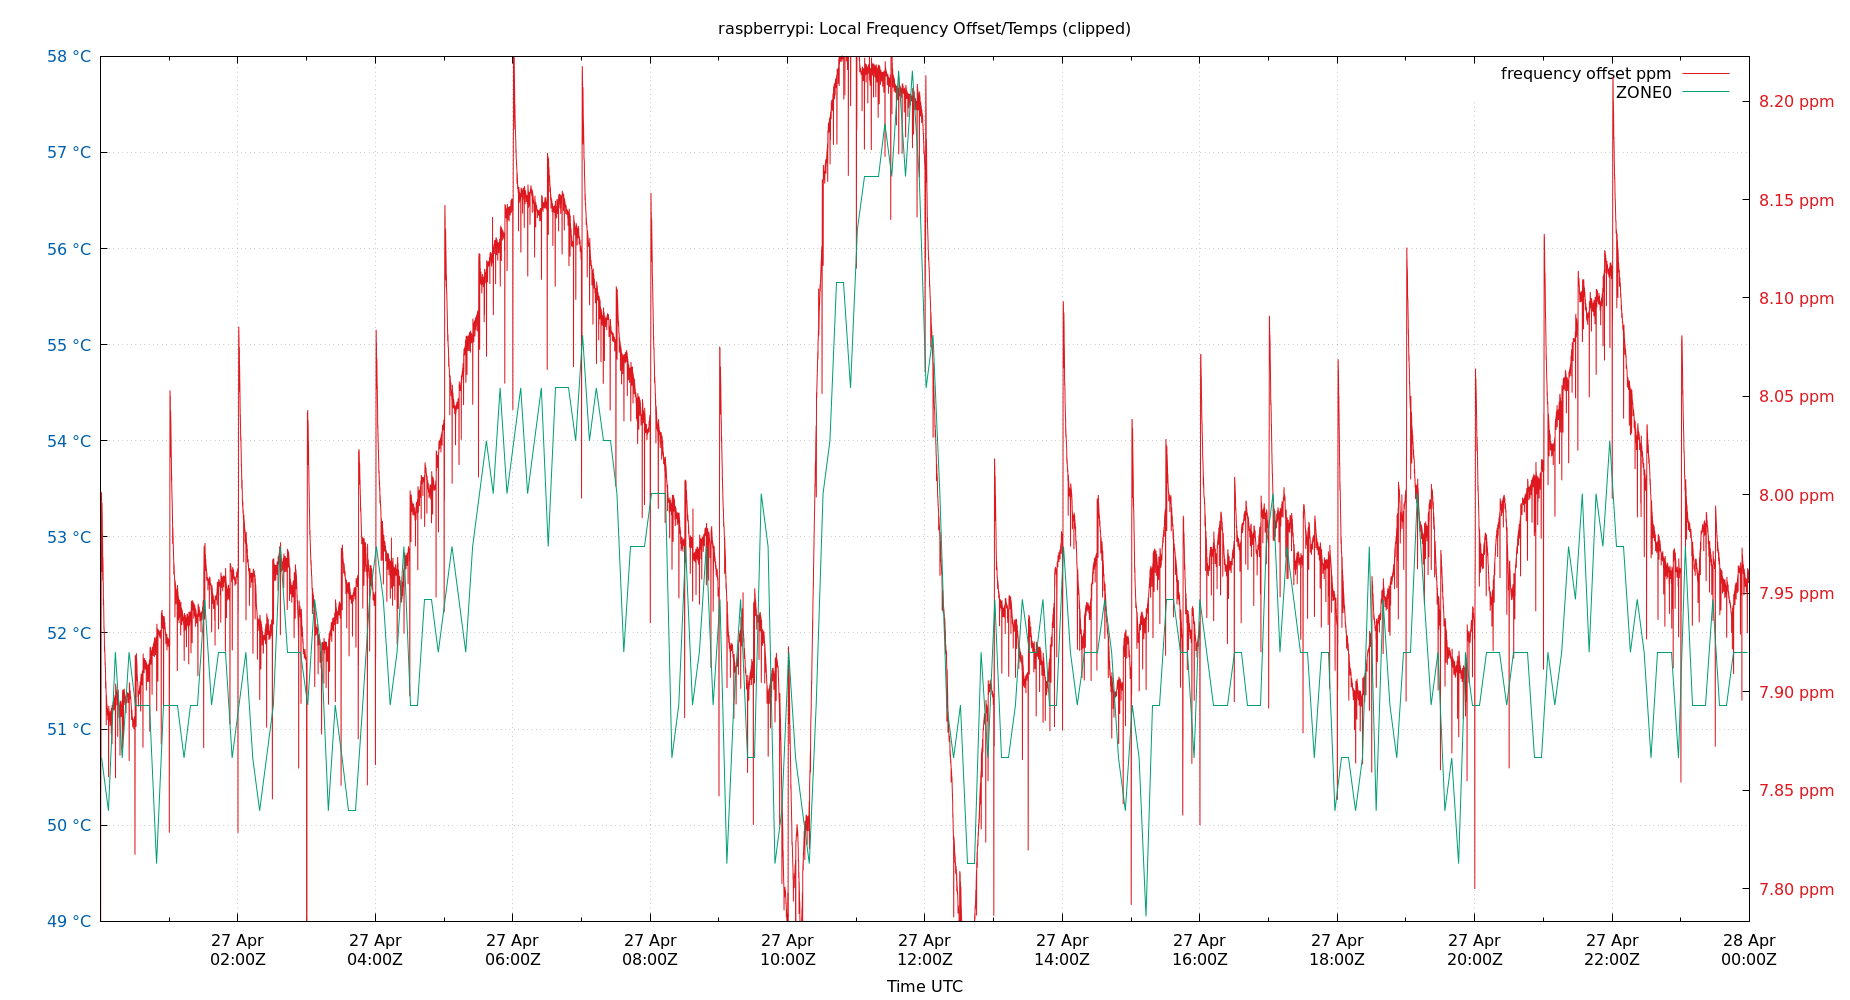 raspberrypi: Local Frequency Offset/Temps (clipped)
frequency offset ppm
ZONE0
58 °C
57 °C
56 °C
55 °C
54 °C
53 °C
52 °C
51 °C
50 °C
49 °C
8.20 ppm
8.15 ppm
8.10 ppm
8.05 ppm
8.00 ppm
7.95 ppm
7.90 ppm
7.85 ppm
7.80 ppm
27 Apr 27 Apr 27 Apr 27 Apr 27 Apr 27 Apr 27 Apr 27 Apr 27 Apr 27 Apr 27 Apr 28 Apr
02:00Z 04:00Z 06:00Z 08:00Z 10:00Z 12:00Z 14:00Z 16:00Z 18:00Z 20:00Z 22:00Z 00:00Z
Time UTC